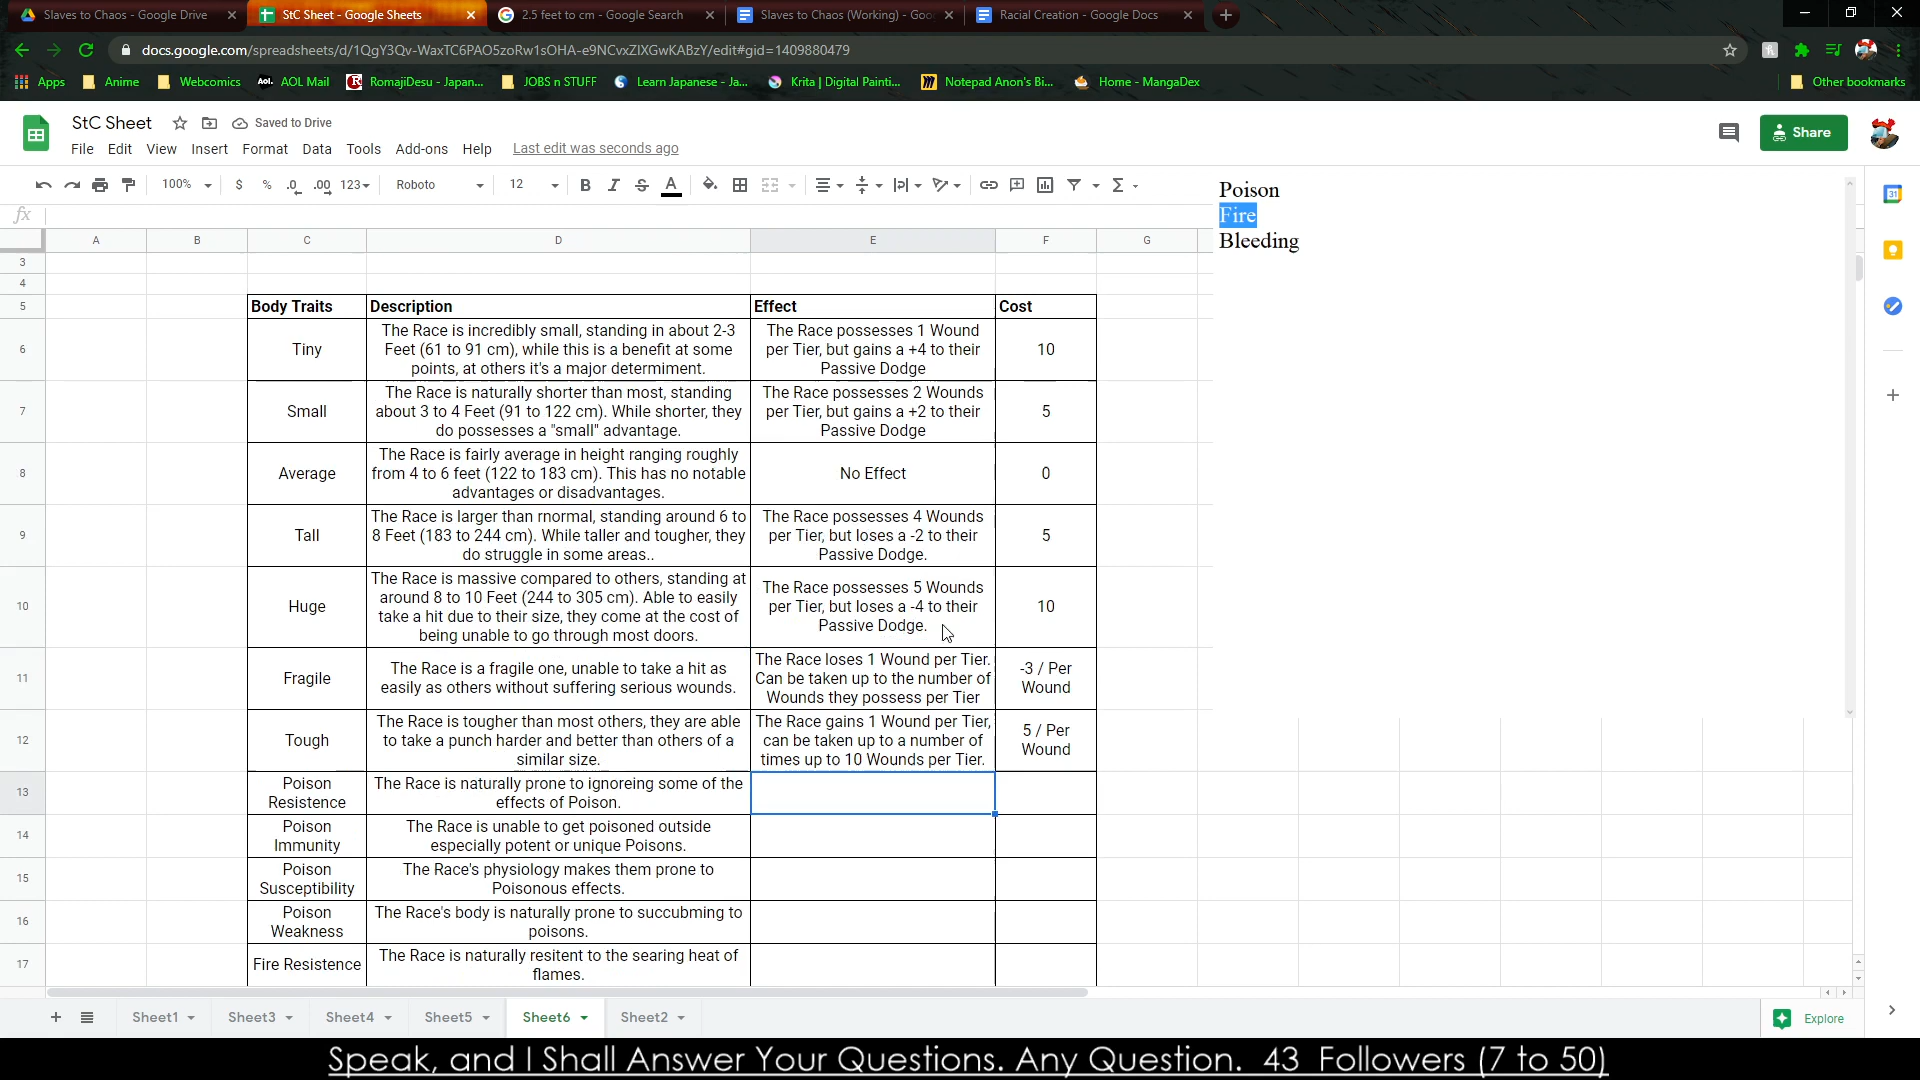 Slaves to Chaos - Google Drive
StC Sheet - Google Sheets
2.5 feet to cm - Google Search
Slaves to Chaos (Working) - Goo
Racial Creation - Google Docs
docs.google.com/spreadsheets/d/1QgY3Qv-WaxTC6PAO5zoRw1sOHA-e9NCvxZIXGwKABzY/edit#gid=1409880479
Apps
Anime
Webcomics
Aol.
AOL Mail
RomajiDesu - Japan...
JOBS n STUFF
Learn Japanese - Ja...
Krita | Digital Painti...
Notepad Anon's Bi...
Home - MangaDex
Other bookmarks
StC Sheet
Saved to Drive
File Edit View Insert Format Data Tools Add-ons Help
Last edit was seconds ago
Share
100% $ % .0 .00 123 Roboto 12 B I S A Σ
fx
A B C D E F G
3
4
5
Body Traits
Description
Effect
Cost
6
Tiny
The Race is incredibly small, standing in about 2-3
Feet (61 to 91 cm), while this is a benefit at some
points, at others it's a major determiment.
The Race possesses 1 Wound
per Tier, but gains a +4 to their
Passive Dodge
10
7
Small
The Race is naturally shorter than most, standing
about 3 to 4 Feet (91 to 122 cm). While shorter, they
do possesses a "small" advantage.
The Race possesses 2 Wounds
per Tier, but gains a +2 to their
Passive Dodge
5
8
Average
The Race is fairly average in height ranging roughly
from 4 to 6 feet (122 to 183 cm). This has no notable
advantages or disadvantages.
No Effect
0
9
Tall
The Race is larger than rnormal, standing around 6 to
8 Feet (183 to 244 cm). While taller and tougher, they
do struggle in some areas..
The Race possesses 4 Wounds
per Tier, but loses a -2 to their
Passive Dodge.
5
10
Huge
The Race is massive compared to others, standing at
around 8 to 10 Feet (244 to 305 cm). Able to easily
take a hit due to their size, they come at the cost of
being unable to go through most doors.
The Race possesses 5 Wounds
per Tier, but loses a -4 to their
Passive Dodge.
10
11
Fragile
The Race is a fragile one, unable to take a hit as
easily as others without suffering serious wounds.
The Race loses 1 Wound per Tier.
Can be taken up to the number of
Wounds they possess per Tier
-3 / Per
Wound
12
Tough
The Race is tougher than most others, they are able
to take a punch harder and better than others of a
similar size.
The Race gains 1 Wound per Tier,
can be taken up to a number of
times up to 10 Wounds per Tier.
5 / Per
Wound
13
Poison
Resistence
The Race is naturally prone to ignoreing some of the
effects of Poison.
14
Poison
Immunity
The Race is unable to get poisoned outside
especially potent or unique Poisons.
15
Poison
Susceptibility
The Race's physiology makes them prone to
Poisonous effects.
16
Poison
Weakness
The Race's body is naturally prone to succubming to
poisons.
17
Fire Resistence
The Race is naturally resitent to the searing heat of
flames.
Poison
Fire
Bleeding
31
Sheet1 Sheet3 Sheet4 Sheet5 Sheet6 Sheet2
Explore
Speak, and I Shall Answer Your Questions. Any Question. 43 Followers (7 to 50)